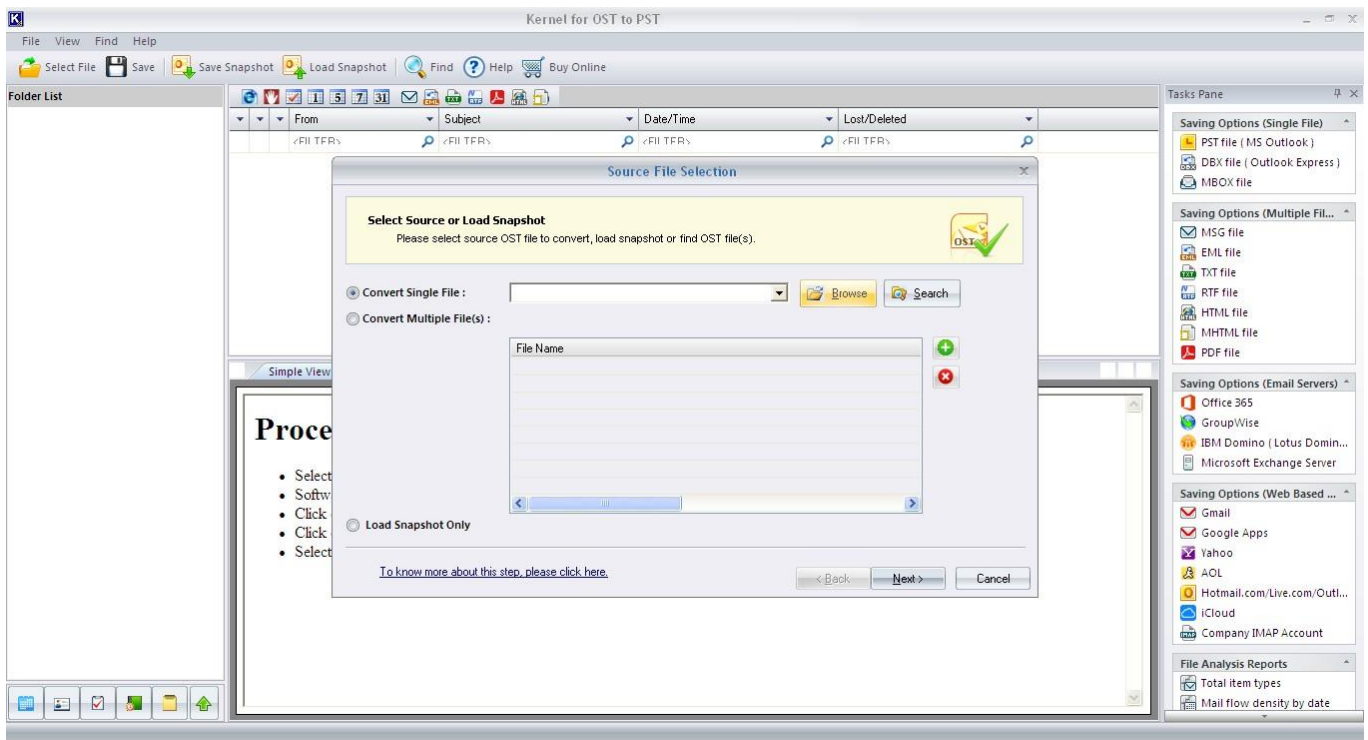 K
Kernel for OST to PST
File View Find Help
Select File Save Save Snapshot Load Snapshot Find Help Buy Online
Folder List
1 5 7 31
From Subject Date/Time Lost/Deleted
<FILTER> <FILTER> <FILTER> <FILTER>
Source File Selection
Select Source or Load Snapshot
Please select source OST file to convert, load snapshot or find OST file(s).
OST
Convert Single File :
Browse
Search
Convert Multiple File(s) :
File Name
Load Snapshot Only
To know more about this step, please click here.
< Back
Next >
Cancel
Simple View
Proce
• Select
• Softw
• Click
• Click
• Select
Tasks Pane
Saving Options (Single File)
PST file ( MS Outlook )
DBX file ( Outlook Express )
MBOX file
Saving Options (Multiple Fil...
MSG file
EML file
TXT file
RTF file
HTML file
MHTML file
PDF file
Saving Options (Email Servers)
Office 365
GroupWise
IBM Domino ( Lotus Domin...
Microsoft Exchange Server
Saving Options (Web Based ...
Gmail
Google Apps
Yahoo
AOL
Hotmail.com/Live.com/Outl...
iCloud
Company IMAP Account
File Analysis Reports
Total item types
Mail flow density by date